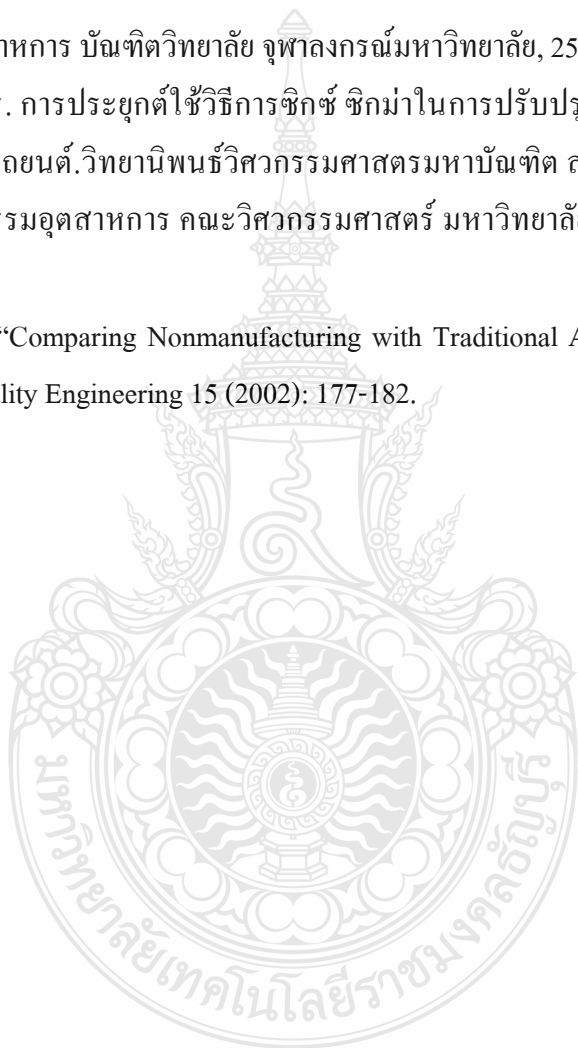 าหการ บัณฑิตวิทยาลัย จุฬาลงกรณ์มหาวิทยาลัย, 25
. การประยุกต์ใช้วิธีการซิกซ์ ซิกม่าในการปรับปรุ
ถยนต์.วิทยานิพนธ์วิศวกรรมศาสตรมหาบัณฑิต ส
รรมอุตสาหการ คณะวิศวกรรมศาสตร์ มหาวิทยาลั
“Comparing Nonmanufacturing with Traditional A
lity Engineering 15 (2002): 177-182.
มหาวิทยาลัยเทคโนโลยีราชมงคลธัญบุรี